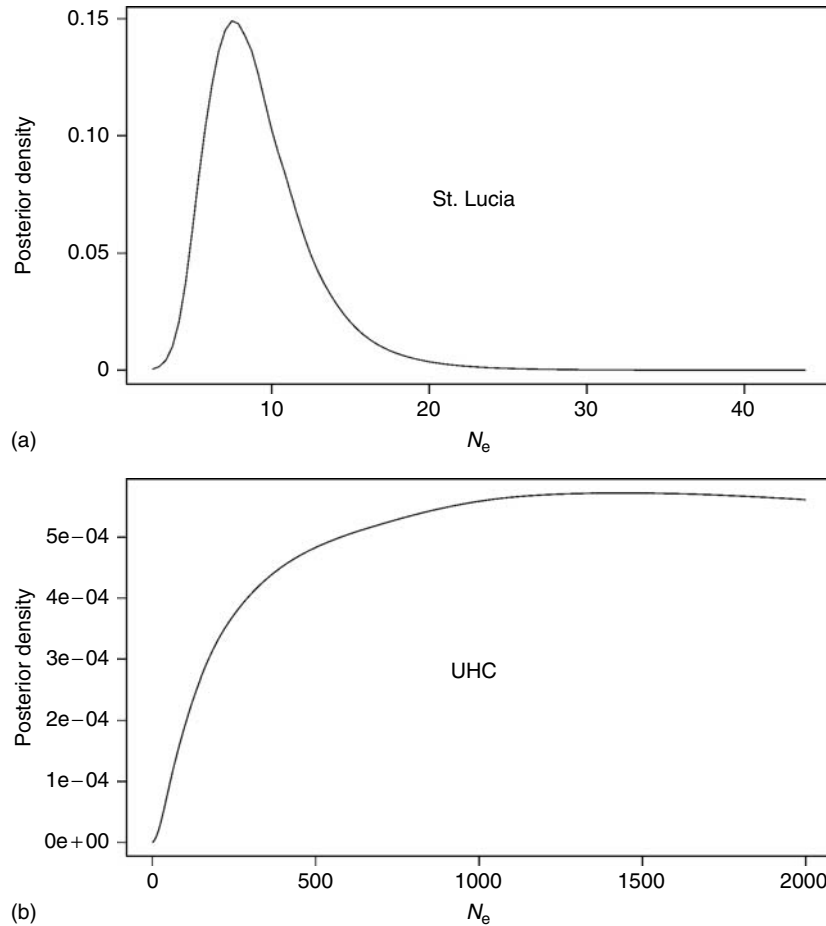 0.15
0.10
0.05
0
Posterior density
St. Lucia
10
20
30
40
(a)
Ne
5e−04
4e−04
3e−04
2e−04
1e−04
0e+00
Posterior density
UHC
0
500
1000
1500
2000
(b)
Ne